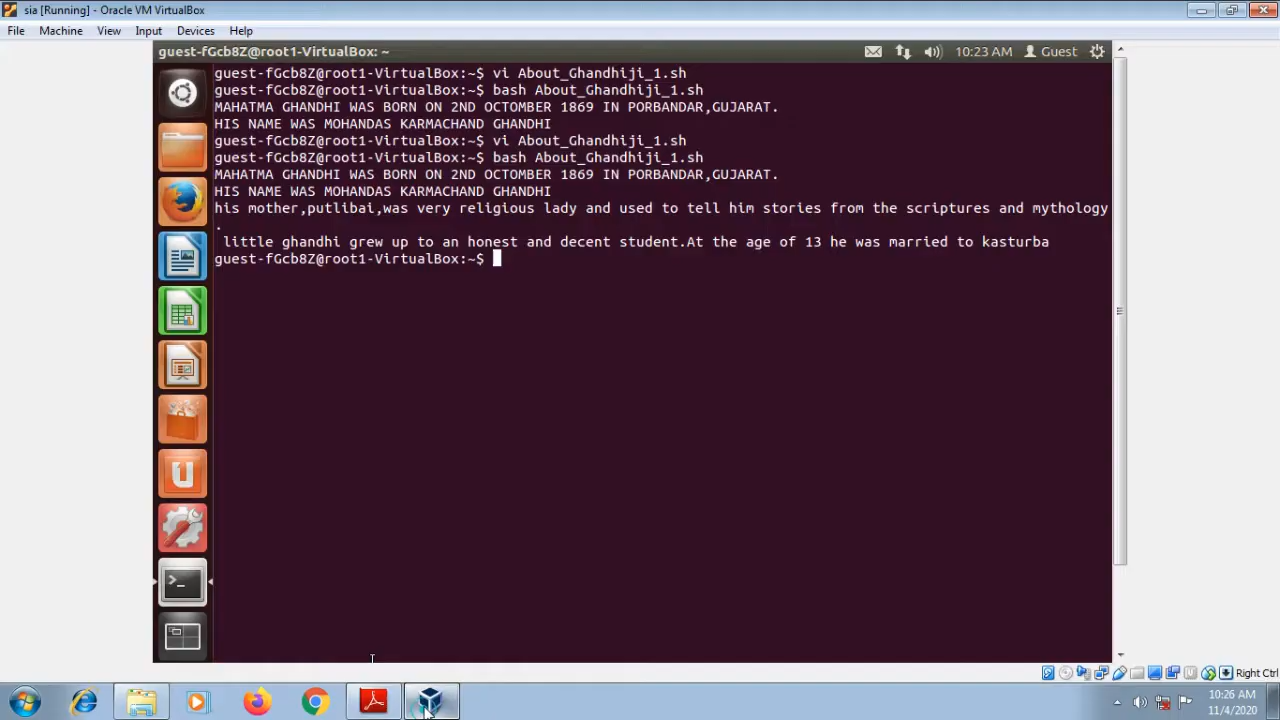 sia [Running] - Oracle VM VirtualBox
File Machine View Input Devices Help
guest-fGcb8Z@root1-VirtualBox: ~ 10:23 AM Guest
guest-fGcb8Z@root1-VirtualBox:~$ vi About_Ghandhiji_1.sh
guest-fGcb8Z@root1-VirtualBox:~$ bash About_Ghandhiji_1.sh
MAHATMA GHANDHI WAS BORN ON 2ND OCTOMBER 1869 IN PORBANDAR,GUJARAT.
HIS NAME WAS MOHANDAS KARMACHAND GHANDHI
guest-fGcb8Z@root1-VirtualBox:~$ vi About_Ghandhiji_1.sh
guest-fGcb8Z@root1-VirtualBox:~$ bash About_Ghandhiji_1.sh
MAHATMA GHANDHI WAS BORN ON 2ND OCTOMBER 1869 IN PORBANDAR,GUJARAT.
HIS NAME WAS MOHANDAS KARMACHAND GHANDHI
his mother,putlibai,was very religious lady and used to tell him stories from the scriptures and mythology
.
little ghandhi grew up to an honest and decent student.At the age of 13 he was married to kasturba
guest-fGcb8Z@root1-VirtualBox:~$
Right Ctrl
10:26 AM
11/4/2020